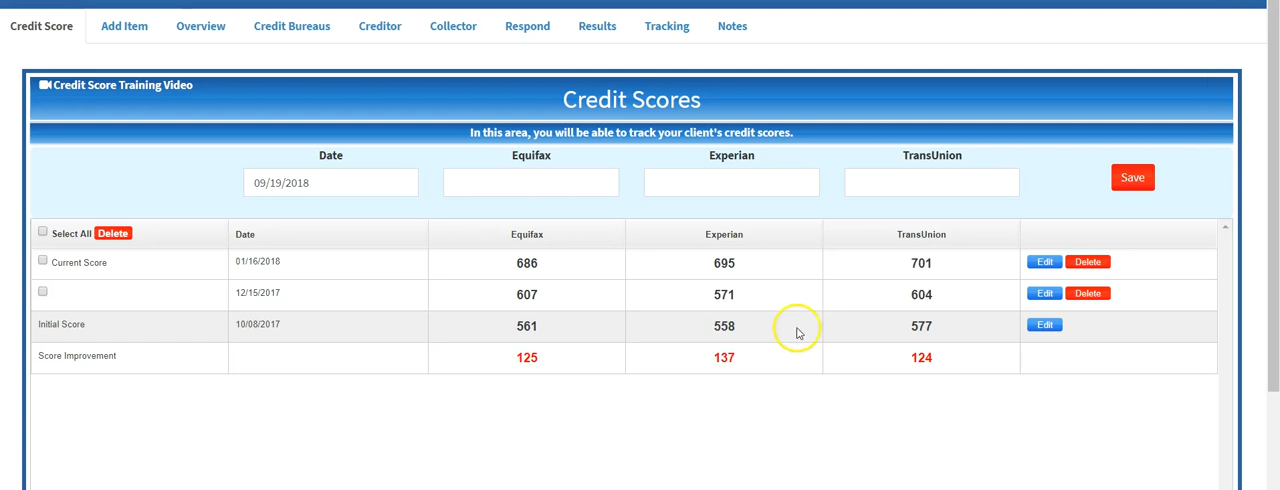 Credit Score Add Item Overview Credit Bureaus Creditor Collector Respond Results Tracking Notes
Credit Score Training Video
Credit Scores
In this area, you will be able to track your client's credit scores.
Date Equifax Experian TransUnion
09/19/2018 Save
Select All Delete Date Equifax Experian TransUnion
Current Score 01/16/2018 686 695 701 Edit Delete
12/15/2017 607 571 604 Edit Delete
Initial Score 10/08/2017 561 558 577 Edit
Score Improvement 125 137 124